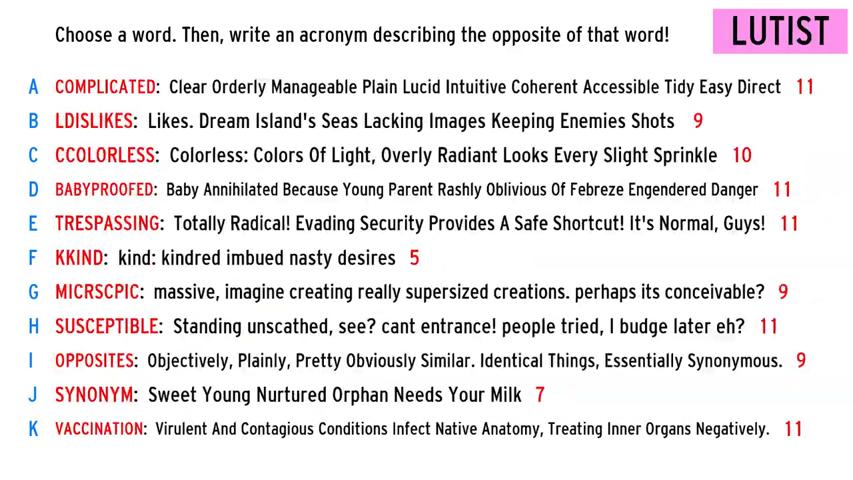 Choose a word. Then, write an acronym describing the opposite of that word!
LUTIST
A COMPLICATED: Clear Orderly Manageable Plain Lucid Intuitive Coherent Accessible Tidy Easy Direct 11
B LDISLIKES: Likes. Dream Island's Seas Lacking Images Keeping Enemies Shots 9
C CCOLORLESS: Colorless: Colors Of Light, Overly Radiant Looks Every Slight Sprinkle 10
D BABYPROOFED: Baby Annihilated Because Young Parent Rashly Oblivious Of Febreze Engendered Danger 11
E TRESPASSING: Totally Radical! Evading Security Provides A Safe Shortcut! It's Normal, Guys! 11
F KKIND: kind: kindred imbued nasty desires 5
G MICRSCPIC: massive, imagine creating really supersized creations. perhaps its conceivable? 9
H SUSCEPTIBLE: Standing unscathed, see? cant entrance! people tried, I budge later eh? 11
I OPPOSITES: Objectively, Plainly, Pretty Obviously Similar. Identical Things, Essentially Synonymous. 9
J SYNONYM: Sweet Young Nurtured Orphan Needs Your Milk 7
K VACCINATION: Virulent And Contagious Conditions Infect Native Anatomy, Treating Inner Organs Negatively. 11